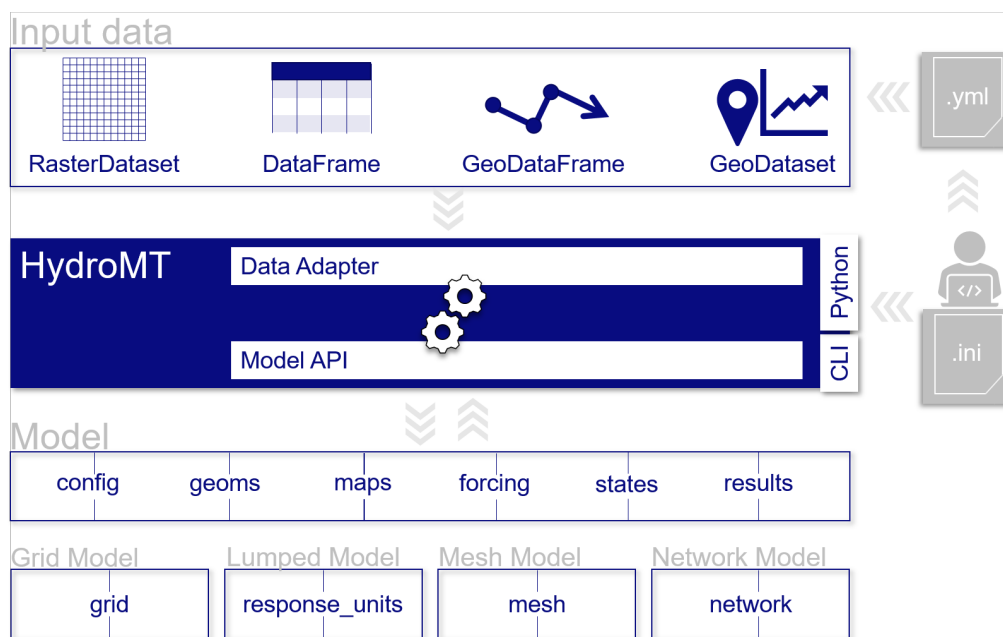 Input data
RasterDataset
DataFrame
GeoDataFrame
GeoDataset
.yml
HydroMT
Data Adapter
Model API
Python
CLI
</>
.ini
Model
config
geoms
maps
forcing
states
results
Grid Model
Lumped Model
Mesh Model
Network Model
grid
response_units
mesh
network